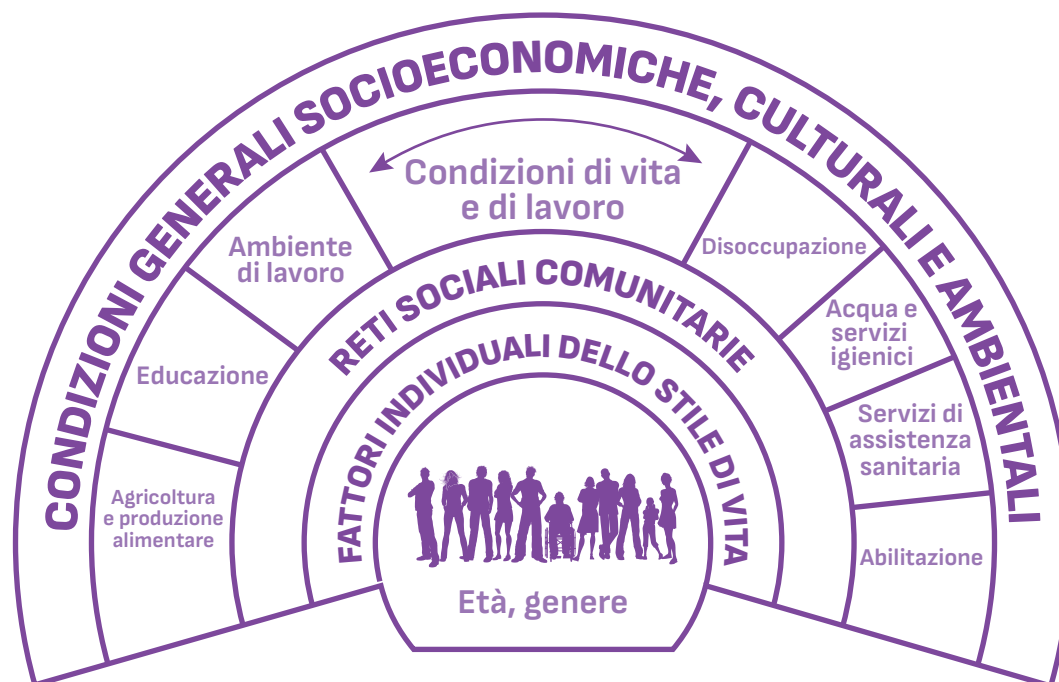 CONDIZIONI GENERALI SOCIOECONOMICHE, CULTURALI E AMBIENTALI
Condizioni di vita
e di lavoro
Agricoltura
e produzione
alimentare
Educazione
Ambiente
di lavoro
Disoccupazione
Acqua e
servizi
igienici
Servizi di
assistenza
sanitaria
Abilitazione
RETI SOCIALI COMUNITARIE
FATTORI INDIVIDUALI DELLO STILE DI VITA
Età, genere